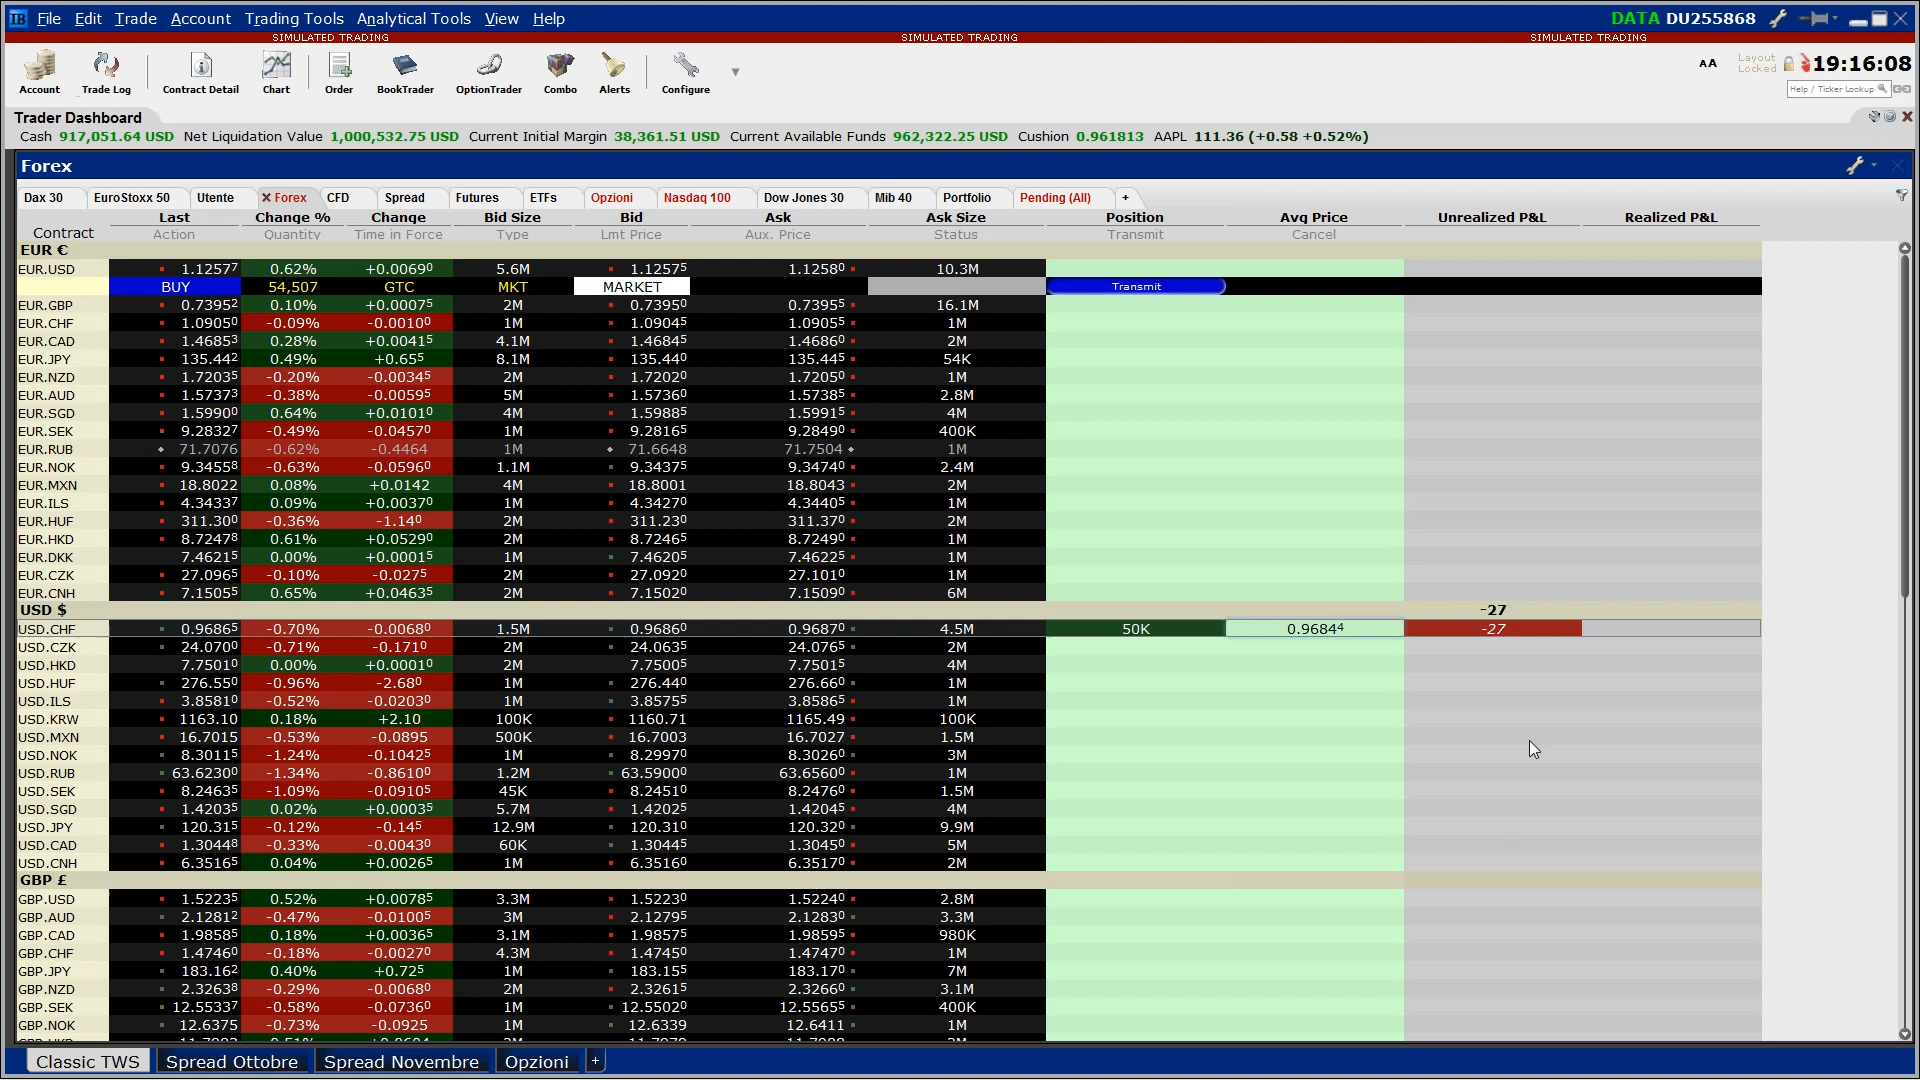 IB File Edit Trade Account Trading Tools Analytical Tools View Help DATA DU255868
SIMULATED TRADING SIMULATED TRADING SIMULATED TRADING
AA Layout Locked 19:16:08
Account Trade Log Contract Detail Chart Order BookTrader OptionTrader Combo Alerts Configure Help / Ticker Lookup
Trader Dashboard
Cash 917,051.64 USD Net Liquidation Value 1,000,532.75 USD Current Initial Margin 38,361.51 USD Current Available Funds 962,322.25 USD Cushion 0.961813 AAPL 111.36 (+0.58 +0.52%)
Forex
Dax 30 EuroStoxx 50 Utente Forex CFD Spread Futures ETFs Opzioni Nasdaq 100 Dow Jones 30 Mib 40 Portfolio Pending (All) +
Last Change % Change Bid Size Bid Ask Ask Size Position Avg Price Unrealized P&L Realized P&L
Contract Action Quantity Time in Force Type Lmt Price Aux. Price Status Transmit Cancel
EUR €
EUR.USD 1.12577 0.62% +0.00690 5.6M 1.12575 1.12580 10.3M
BUY 54,507 GTC MKT MARKET Transmit
EUR.GBP 0.73952 0.10% +0.00075 2M 0.73950 0.73955 16.1M
EUR.CHF 1.09050 -0.09% -0.00100 1M 1.09045 1.09055 1M
EUR.CAD 1.46853 0.28% +0.00415 4.1M 1.46845 1.46860 2M
EUR.JPY 135.442 0.49% +0.655 8.1M 135.440 135.445 54K
EUR.NZD 1.72035 -0.20% -0.00345 2M 1.72020 1.72050 1M
EUR.AUD 1.57373 -0.38% -0.00595 5M 1.57360 1.57385 2.8M
EUR.SGD 1.59900 0.64% +0.01010 4M 1.59885 1.59915 4M
EUR.SEK 9.28327 -0.49% -0.04570 1M 9.28165 9.28490 400K
EUR.RUB 71.7076 -0.62% -0.4464 1M 71.6648 71.7504 1M
EUR.NOK 9.34558 -0.63% -0.05960 1.1M 9.34375 9.34740 2.4M
EUR.MXN 18.8022 0.08% +0.0142 4M 18.8001 18.8043 2M
EUR.ILS 4.34337 0.09% +0.00370 1M 4.34270 4.34405 1M
EUR.HUF 311.300 -0.36% -1.140 2M 311.230 311.370 2M
EUR.HKD 8.72478 0.61% +0.05290 2M 8.72465 8.72490 1M
EUR.DKK 7.46215 0.00% +0.00015 1M 7.46205 7.46225 1M
EUR.CZK 27.0965 -0.10% -0.0275 2M 27.0920 27.1010 1M
EUR.CNH 7.15055 0.65% +0.04635 2M 7.15020 7.15090 6M
USD $ -27
USD.CHF 0.96865 -0.70% -0.00680 1.5M 0.96860 0.96870 4.5M 50K 0.96844 -27
USD.CZK 24.0700 -0.71% -0.1710 2M 24.0635 24.0765 2M
USD.HKD 7.75010 0.00% +0.00010 2M 7.75005 7.75015 4M
USD.HUF 276.550 -0.96% -2.680 1M 276.440 276.660 1M
USD.ILS 3.85810 -0.52% -0.02030 1M 3.85755 3.85865 1M
USD.KRW 1163.10 0.18% +2.10 100K 1160.71 1165.49 100K
USD.MXN 16.7015 -0.53% -0.0895 500K 16.7003 16.7027 1.5M
USD.NOK 8.30115 -1.24% -0.10425 1M 8.29970 8.30260 3M
USD.RUB 63.62300 -1.34% -0.86100 1.2M 63.59000 63.65600 1M
USD.SEK 8.24635 -1.09% -0.09105 45K 8.24510 8.24760 1.5M
USD.SGD 1.42035 0.02% +0.00035 5.7M 1.42025 1.42045 4M
USD.JPY 120.315 -0.12% -0.145 12.9M 120.310 120.320 9.9M
USD.CAD 1.30448 -0.33% -0.00430 60K 1.30445 1.30450 5M
USD.CNH 6.35165 0.04% +0.00265 1M 6.35160 6.35170 2M
GBP £
GBP.USD 1.52235 0.52% +0.00785 3.3M 1.52230 1.52240 2.8M
GBP.AUD 2.12812 -0.47% -0.01005 3M 2.12795 2.12830 3.3M
GBP.CAD 1.98585 0.18% +0.00365 3.1M 1.98575 1.98595 980K
GBP.CHF 1.47460 -0.18% -0.00270 4.3M 1.47450 1.47470 1M
GBP.JPY 183.162 0.40% +0.725 1M 183.155 183.170 7M
GBP.NZD 2.32638 -0.29% -0.00680 2M 2.32615 2.32660 3.1M
GBP.SEK 12.55337 -0.58% -0.07360 1M 12.55020 12.55655 400K
GBP.NOK 12.6375 -0.73% -0.0925 1M 12.6339 12.6411 1M
Classic TWS Spread Ottobre Spread Novembre Opzioni +